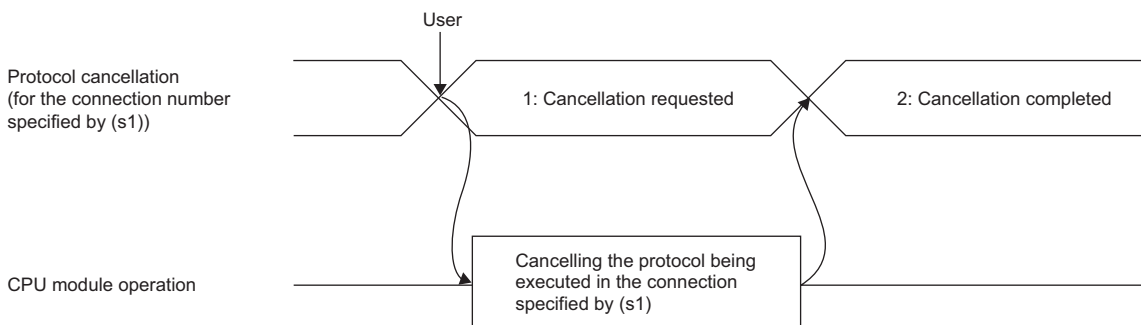 User
Protocol cancellation
(for the connection number
specified by (s1))
1: Cancellation requested
2: Cancellation completed
CPU module operation
Cancelling the protocol being
executed in the connection
specified by (s1)